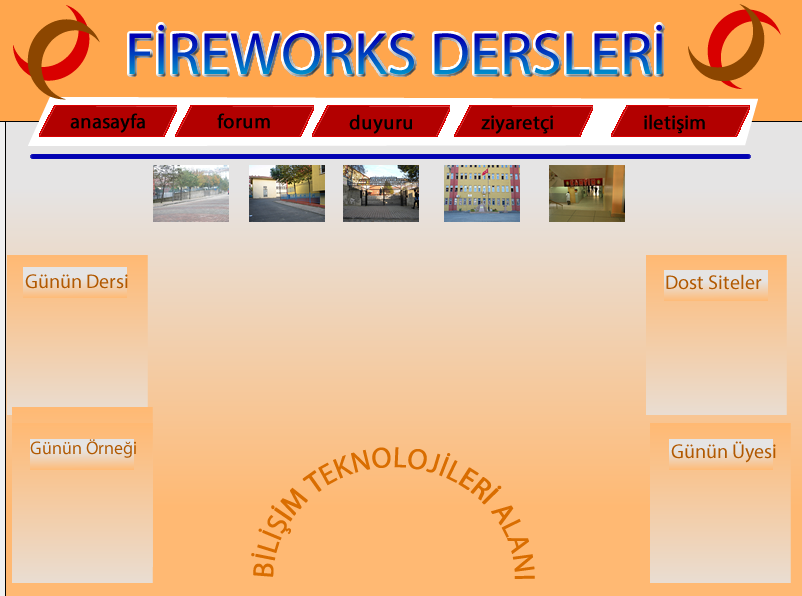 FİREWORKS DERSLERİ
anasayfa forum duyuru ziyaretçi iletişim
Günün Dersi
Dost Siteler
Günün Örneği
Günün Üyesi
BİLİŞİM TEKNOLOJİLERİ ALANI